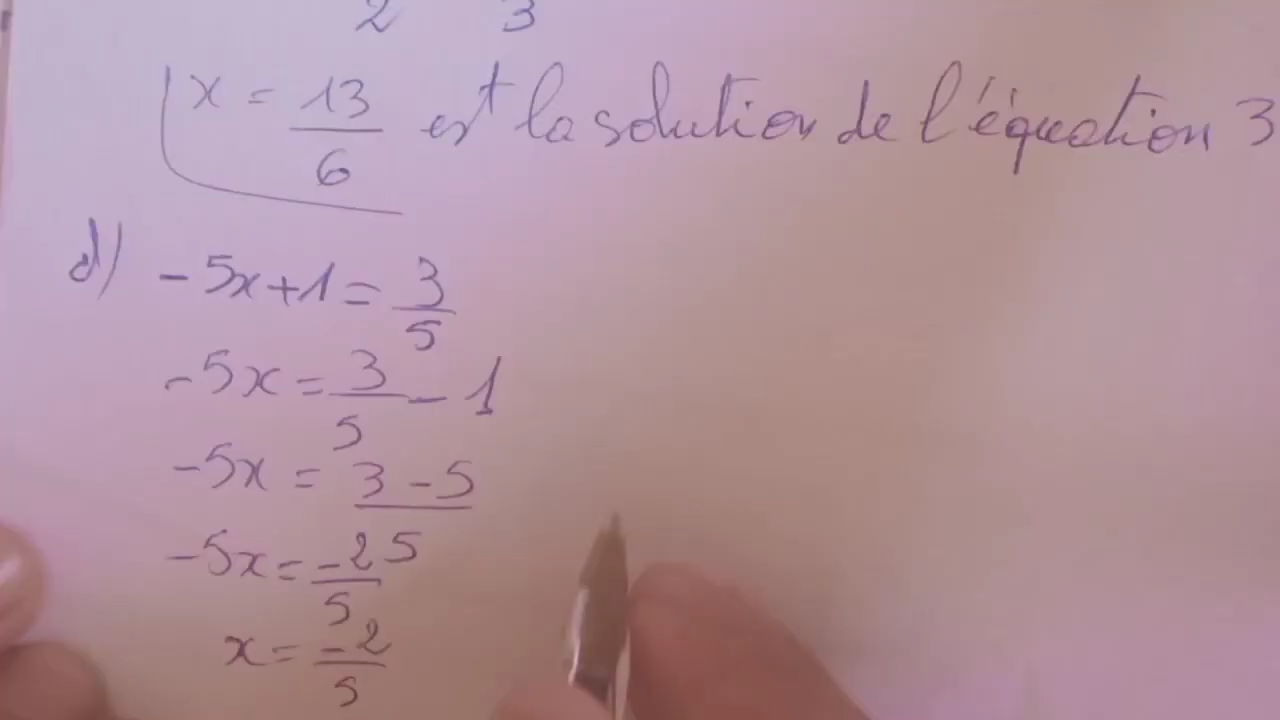 2 3
x = 13/6 est la solution de l'équation 3
d) -5x+1 = 3/5
-5x = 3/5 - 1
-5x = 3-5/5
-5x = -2/5
x = -2/5